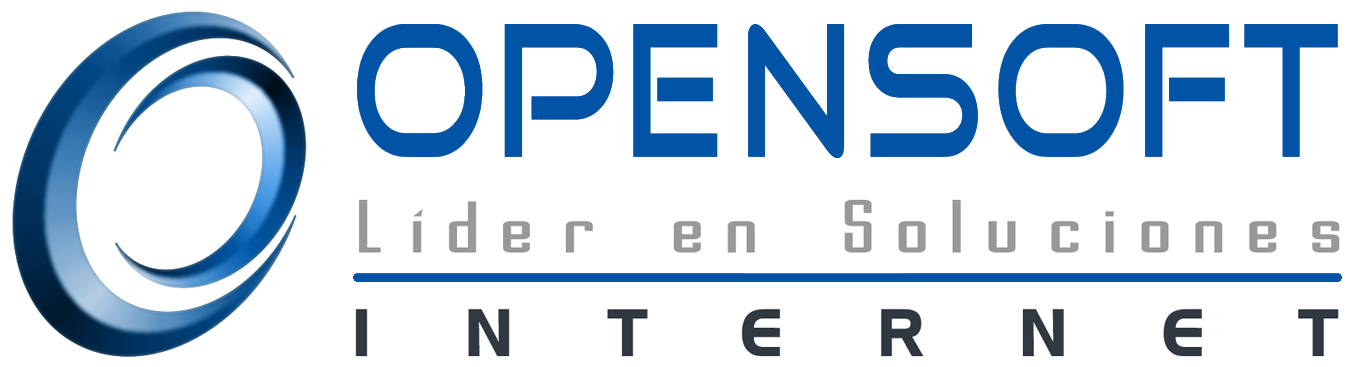 OPENSOFT
Líder en Soluciones
INTERNET